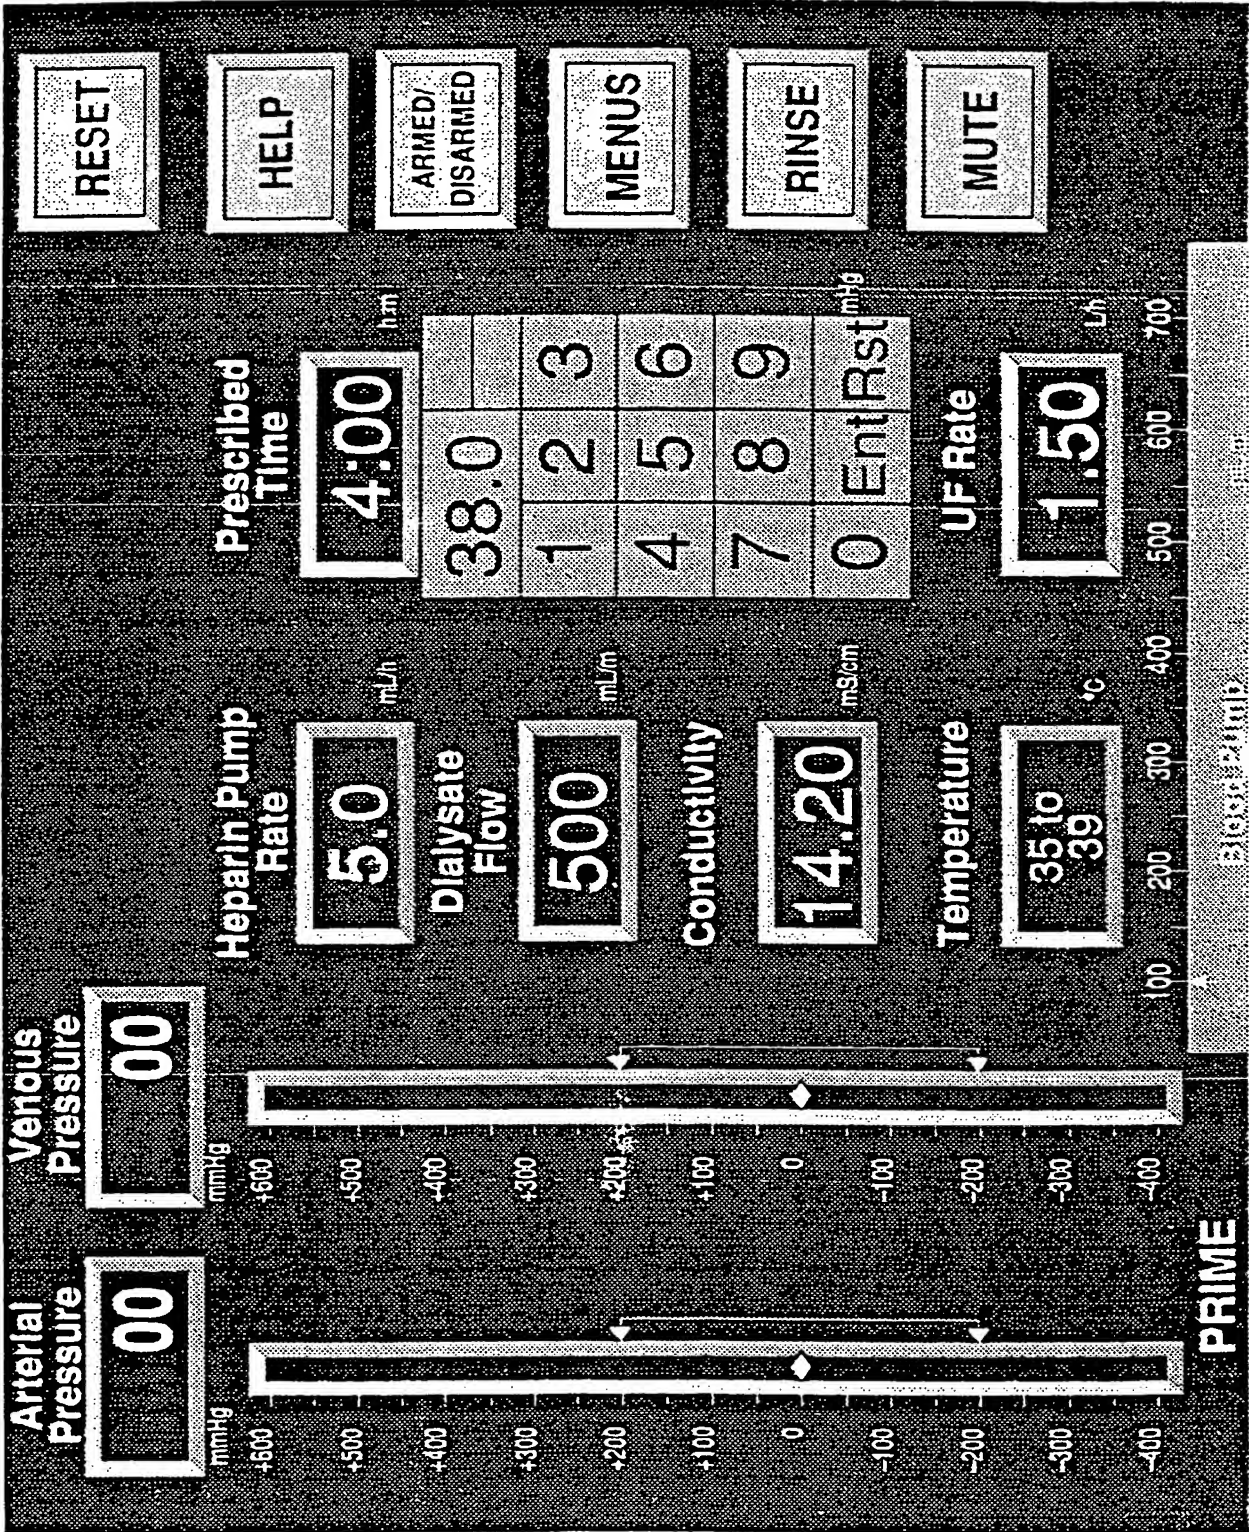 Arterial
Pressure
00
mmHg
+600
+500
+400
+300
+200
+100
0
-100
-200
-300
-400
PRIME
Venous
Pressure
00
mmHg
+600
+500
+400
+300
+200
+100
0
-100
-200
-300
-400
Heparin Pump
Rate
5.0
mL/h
Dialysate
Flow
500
mL/m
Conductivity
14.20
mS/cm
Temperature
35 to
39
°C
Prescribed
Time
4:00
h:m
38.0
1 2 3
4 5 6
7 8 9
0 Ent Rst
mHg
UF Rate
1.50
L/h
100 200 300 400 500 600 700
Blood Pump
RESET
HELP
ARMED/
DISARMED
MENUS
RINSE
MUTE